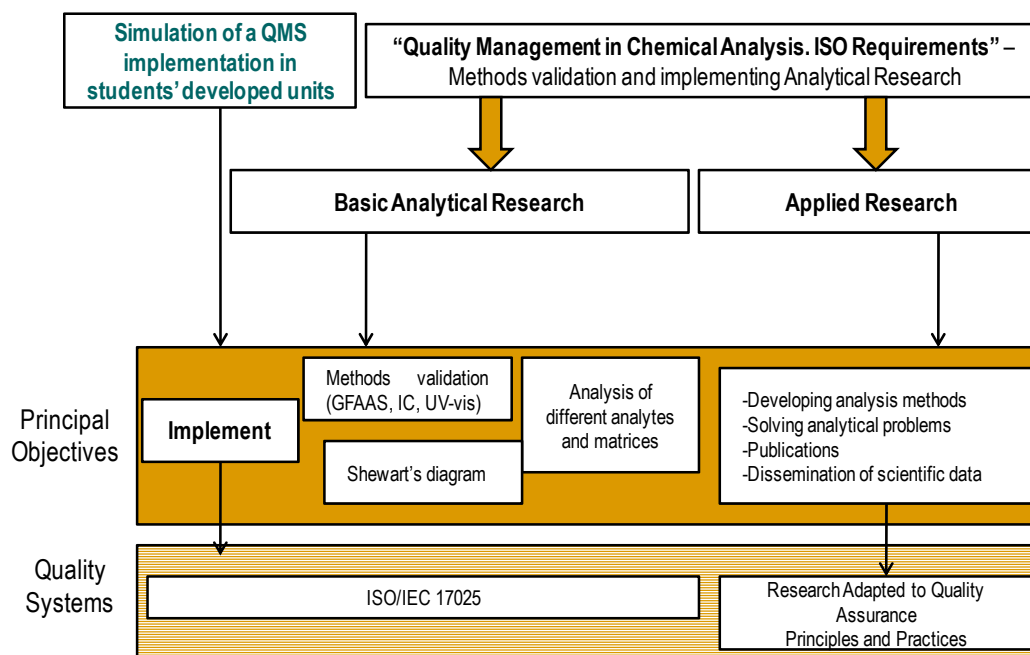 Simulation of a QMS
implementation in
students’ developed units
“Quality Management in Chemical Analysis. ISO Requirements” –
Methods validation and implementing Analytical Research
Basic Analytical Research
Applied Research
Principal
Objectives
Implement
Methods validation
(GFAAS, IC, UV-vis)
Shewart’s diagram
Analysis of
different analytes
and matrices
-Developing analysis methods
-Solving analytical problems
-Publications
-Dissemination of scientific data
Quality
Systems
ISO/IEC 17025
Research Adapted to Quality
Assurance
Principles and Practices